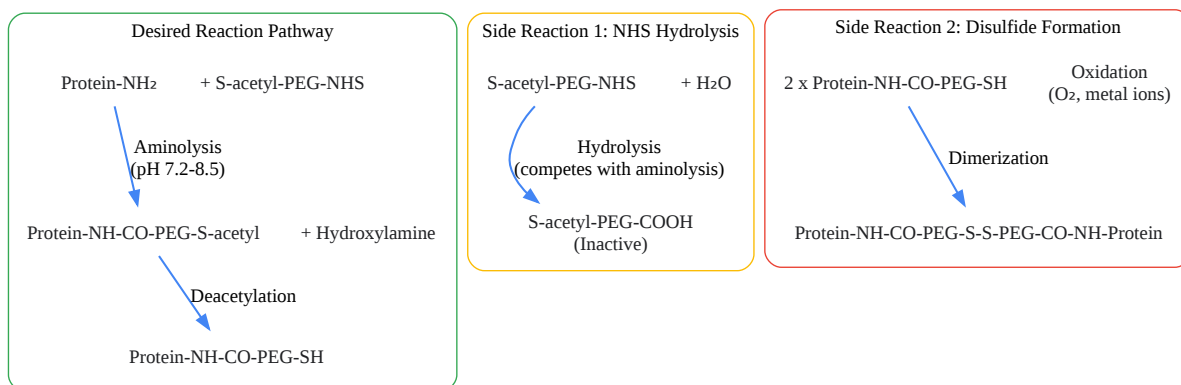 Desired Reaction Pathway
Protein-NH₂
+ S-acetyl-PEG-NHS
Aminolysis
(pH 7.2-8.5)
Protein-NH-CO-PEG-S-acetyl
+ Hydroxylamine
Deacetylation
Protein-NH-CO-PEG-SH
Side Reaction 1: NHS Hydrolysis
S-acetyl-PEG-NHS
+ H₂O
Hydrolysis
(competes with aminolysis)
S-acetyl-PEG-COOH
(Inactive)
Side Reaction 2: Disulfide Formation
2 x Protein-NH-CO-PEG-SH
Oxidation
(O₂, metal ions)
Dimerization
Protein-NH-CO-PEG-S-S-PEG-CO-NH-Protein